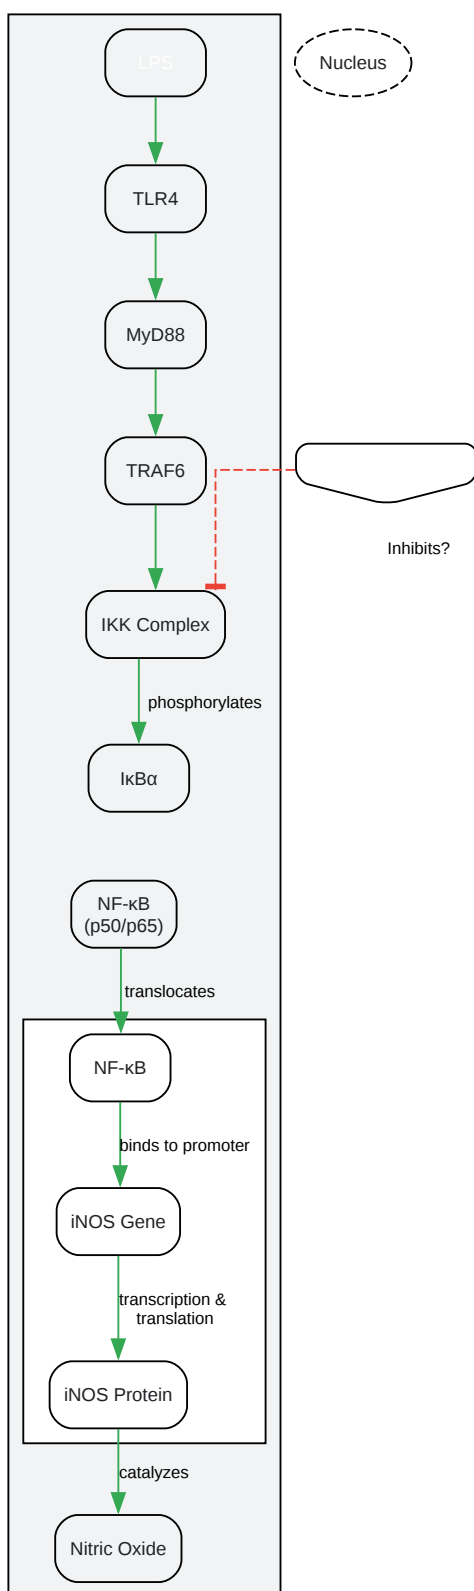 LPS
Nucleus
TLR4
MyD88
TRAF6
Inhibits?
IKK Complex
phosphorylates
IκBα
NF-κB
(p50/p65)
translocates
NF-κB
binds to promoter
iNOS Gene
transcription &
translation
iNOS Protein
catalyzes
Nitric Oxide